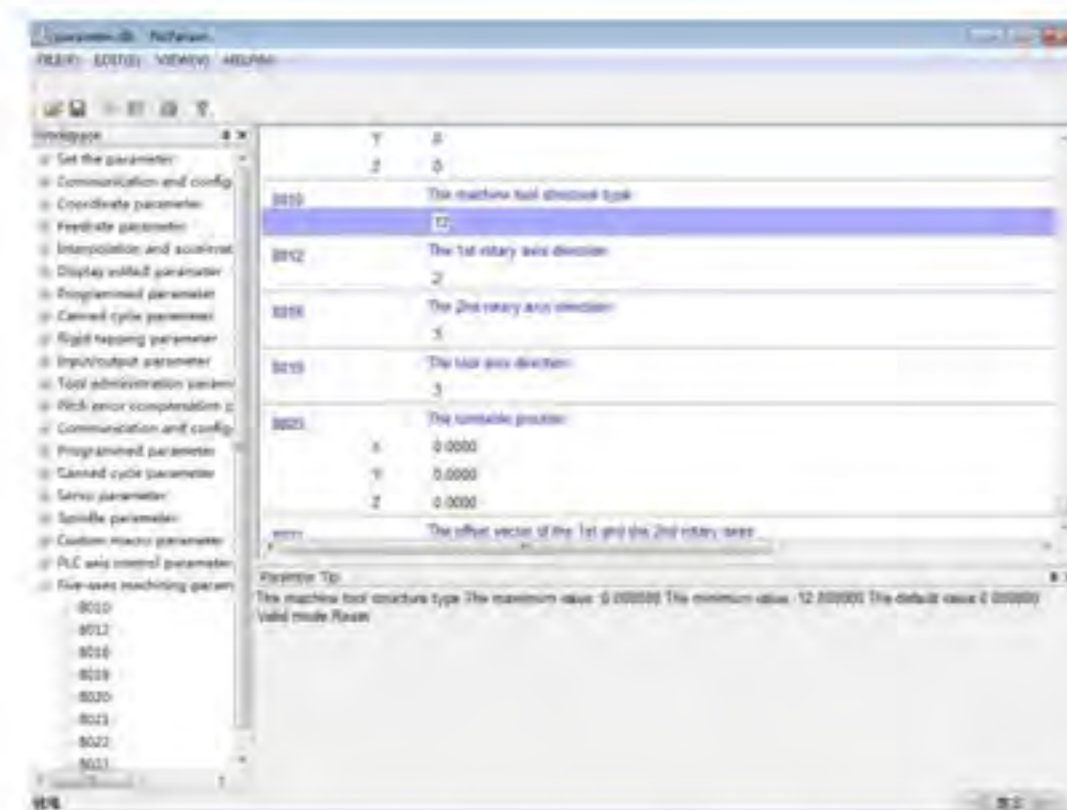 FILE(F) EDIT(E) VIEW(V) HELP(H)
Workspace
Set the parameter
Communication and config
Coordinate parameter
Feedrate parameter
Interpolation and accelerat
Display edited parameter
Programmed parameter
Canned cycle parameter
Rigid tapping parameter
Input/output parameter
Tool administration param
Pitch error compensation p
Communication and config
Programmed parameter
Canned cycle parameter
Servo parameter
Spindle parameter
Custom macro parameter
PLC axis control parameter
Five-axes machining param
8010
8012
8016
8019
8020
8021
8022
Y 0
Z 0
8010 The machine tool structure type
12
8012 The 1st rotary axis direction
2
8016 The 2nd rotary axis direction
3
8019 The tool axis direction
3
The turntable position
X 0.0000
Y 0.0000
Z 0.0000
The offset vector of the 1st and the 2nd rotary axes
Parameter Tip
The machine tool structure type The maximum value The minimum value The default value
Valid mode Reset
就绪